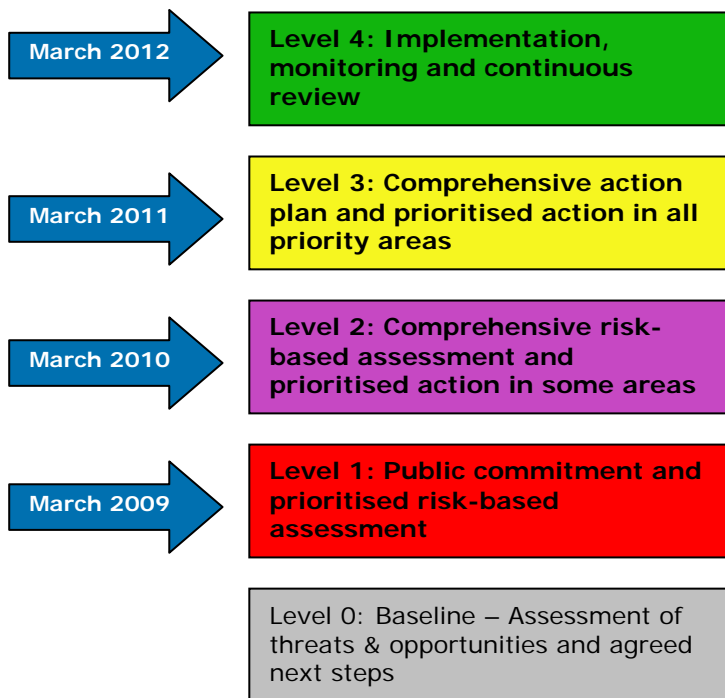 March 2012
Level 4: Implementation,
monitoring and continuous
review
March 2011
Level 3: Comprehensive action
plan and prioritised action in all
priority areas
March 2010
Level 2: Comprehensive risk-
based assessment and
prioritised action in some areas
March 2009
Level 1: Public commitment and
prioritised risk-based
assessment
Level 0: Baseline – Assessment of
threats & opportunities and agreed
next steps